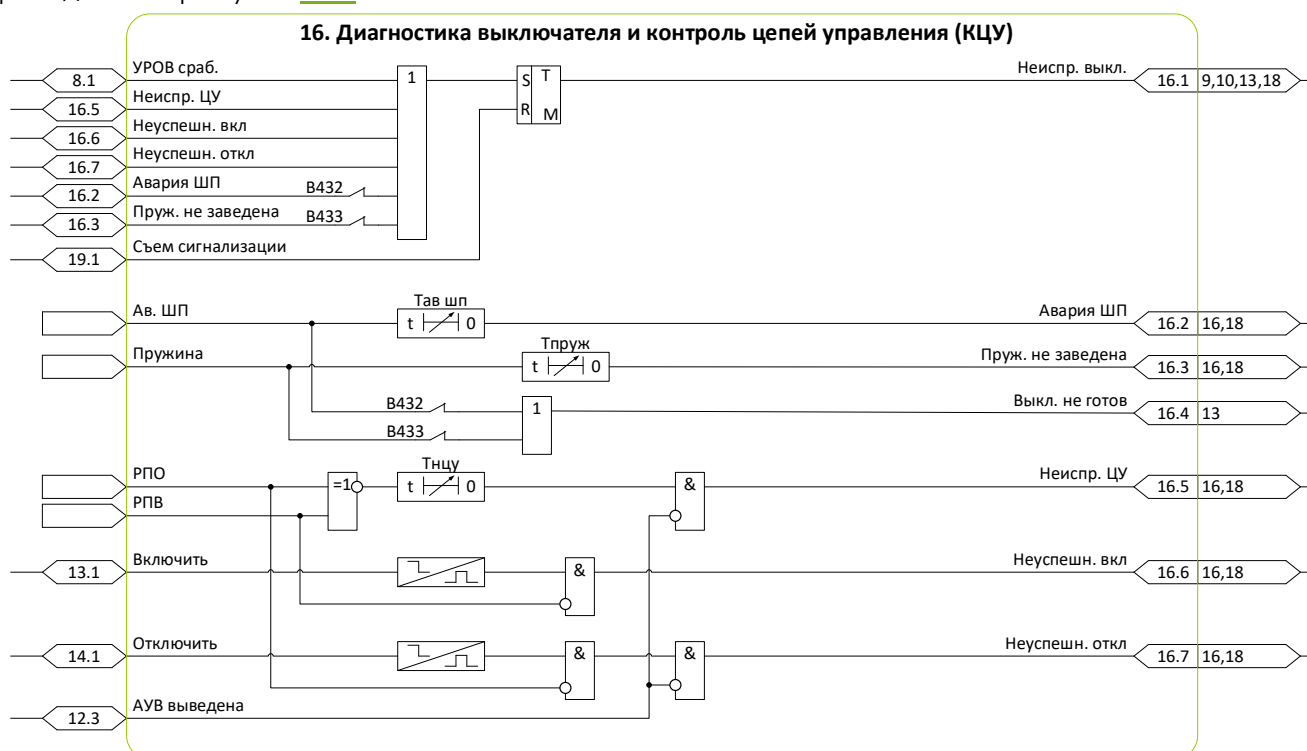 16. Диагностика выключателя и контроль цепей управления (КЦУ)
8.1 УРОВ сраб. 1 S T Неиспр. выкл. 16.1 9,10,13,18
16.5 Неиспр. ЦУ R M
16.6 Неуспешн. вкл
16.7 Неуспешн. откл
16.2 Авария ШП В432
16.3 Пруж. не заведена В433
19.1 Съем сигнализации
Ав. ШП Тав шп t 0 Авария ШП 16.2 16,18
Пружина Тпруж t 0 Пруж. не заведена 16.3 16,18
В432 1 Выкл. не готов 16.4 13
В433
РПО =1 Тнцу t 0 & Неиспр. ЦУ 16.5 16,18
РПВ
13.1 Включить & Неуспешн. вкл 16.6 16,18
14.1 Отключить & & Неуспешн. откл 16.7 16,18
12.3 АУВ выведена